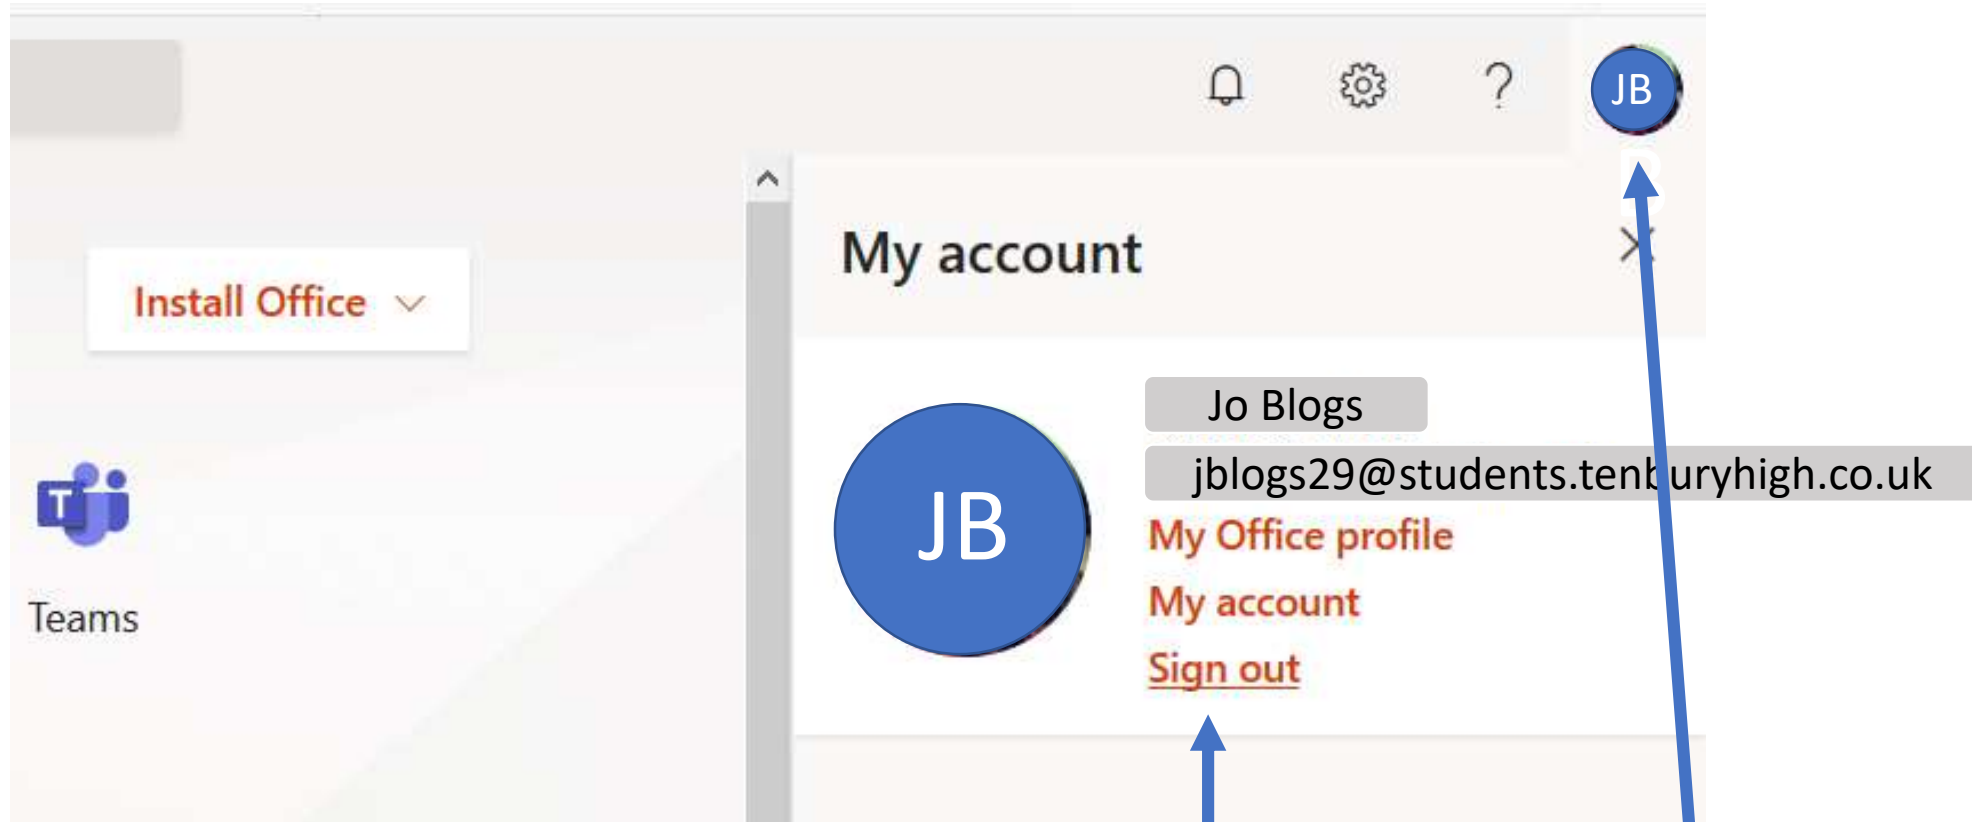 ?
JB
My account
Install Office
Jo Blogs
jblogs29@students.tenburyhigh.co.uk
JB
My Office profile
My account
Sign out
T
Teams